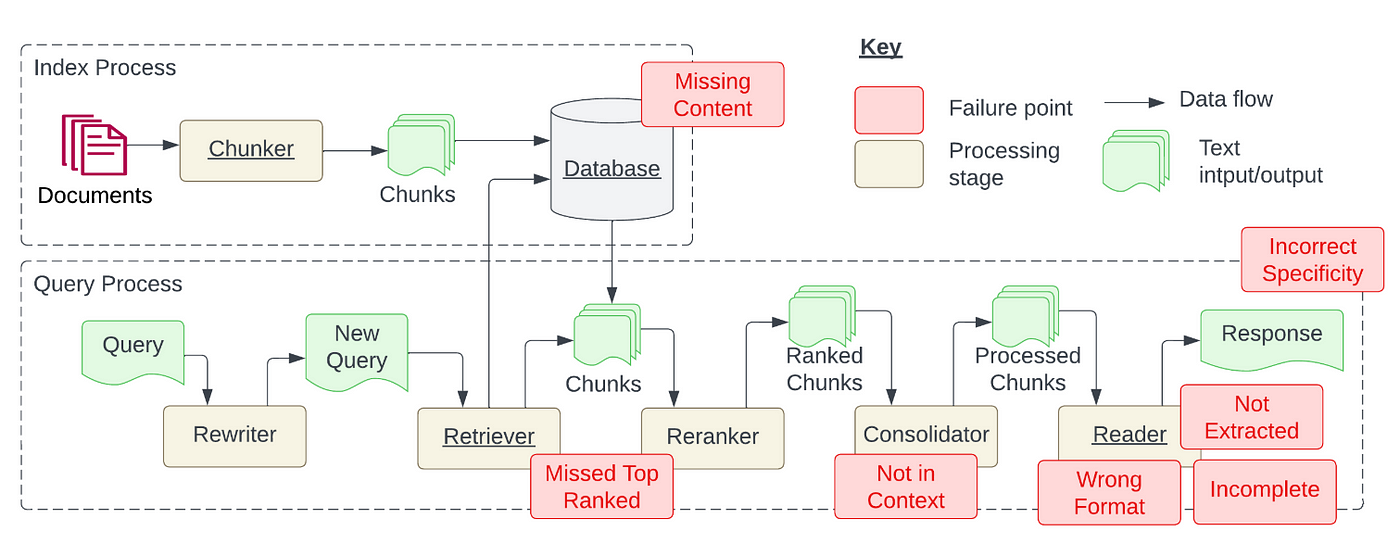 Index Process
Documents
Chunker
Chunks
Database
Missing
Content
Key
Failure point
Data flow
Processing
stage
Text
intput/output
Query Process
Query
Rewriter
New
Query
Retriever
Missed Top
Ranked
Chunks
Reranker
Ranked
Chunks
Consolidator
Not in
Context
Processed
Chunks
Reader
Wrong
Format
Not
Extracted
Incomplete
Response
Incorrect
Specificity